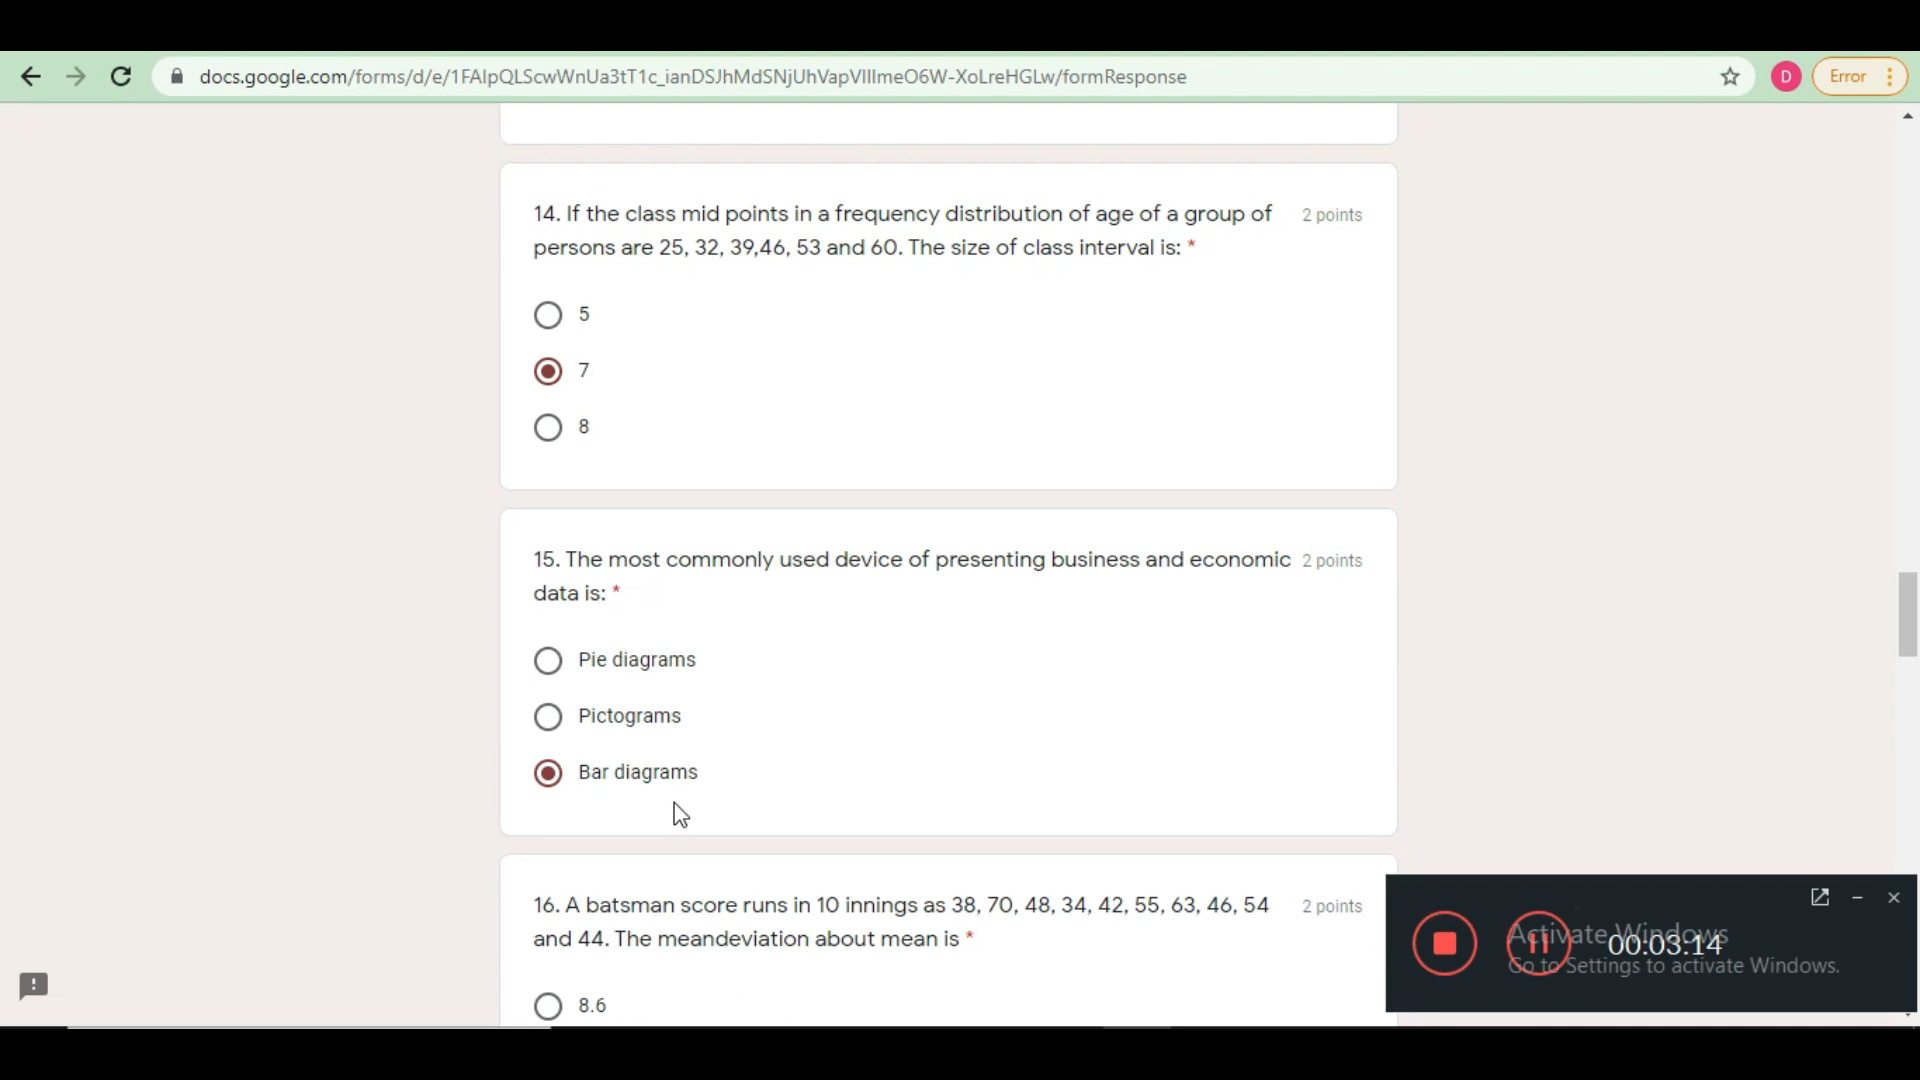 docs.google.com/forms/d/e/1FAIpQLScwWnUa3tT1c_ianDSJhMdSNjUhVapVIIImeO6W-XoLreHGLw/formResponse
D
Error
14. If the class mid points in a frequency distribution of age of a group of
persons are 25, 32, 39,46, 53 and 60. The size of class interval is: *
2 points
5
7
8
15. The most commonly used device of presenting business and economic
data is: *
2 points
Pie diagrams
Pictograms
Bar diagrams
16. A batsman score runs in 10 innings as 38, 70, 48, 34, 42, 55, 63, 46, 54
and 44. The meandeviation about mean is *
2 points
8.6
Activate Windows
00:03:14
Go to Settings to activate Windows.